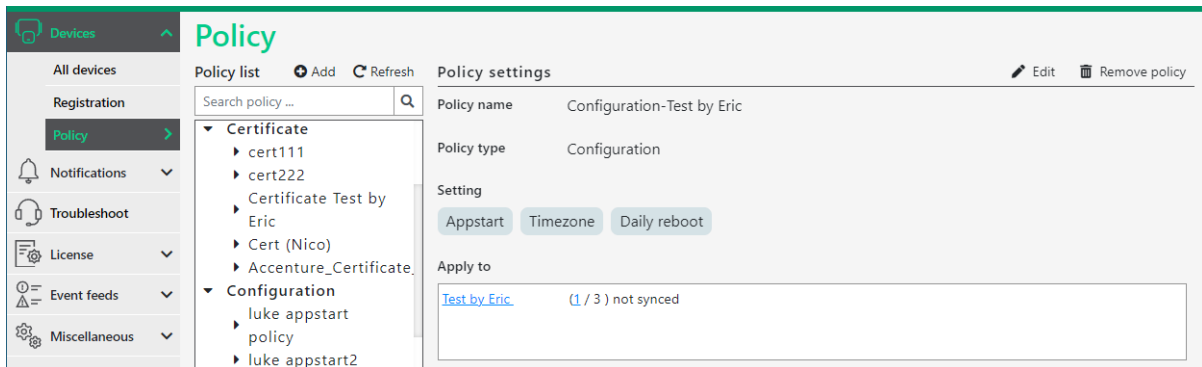 Devices
All devices
Registration
Policy
Notifications
Troubleshoot
License
Event feeds
Miscellaneous
Policy
Policy list Add Refresh
Search policy ...
Certificate
cert111
cert222
Certificate Test by
Eric
Cert (Nico)
Accenture_Certificate_
Configuration
luke appstart
policy
luke appstart2
Policy settings Edit Remove policy
Policy name Configuration-Test by Eric
Policy type Configuration
Setting
Appstart Timezone Daily reboot
Apply to
Test by Eric (1 / 3 ) not synced